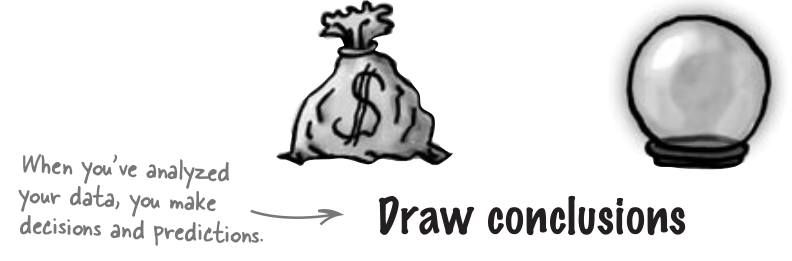 $
When you've analyzed
your data, you make
decisions and predictions.
Draw conclusions